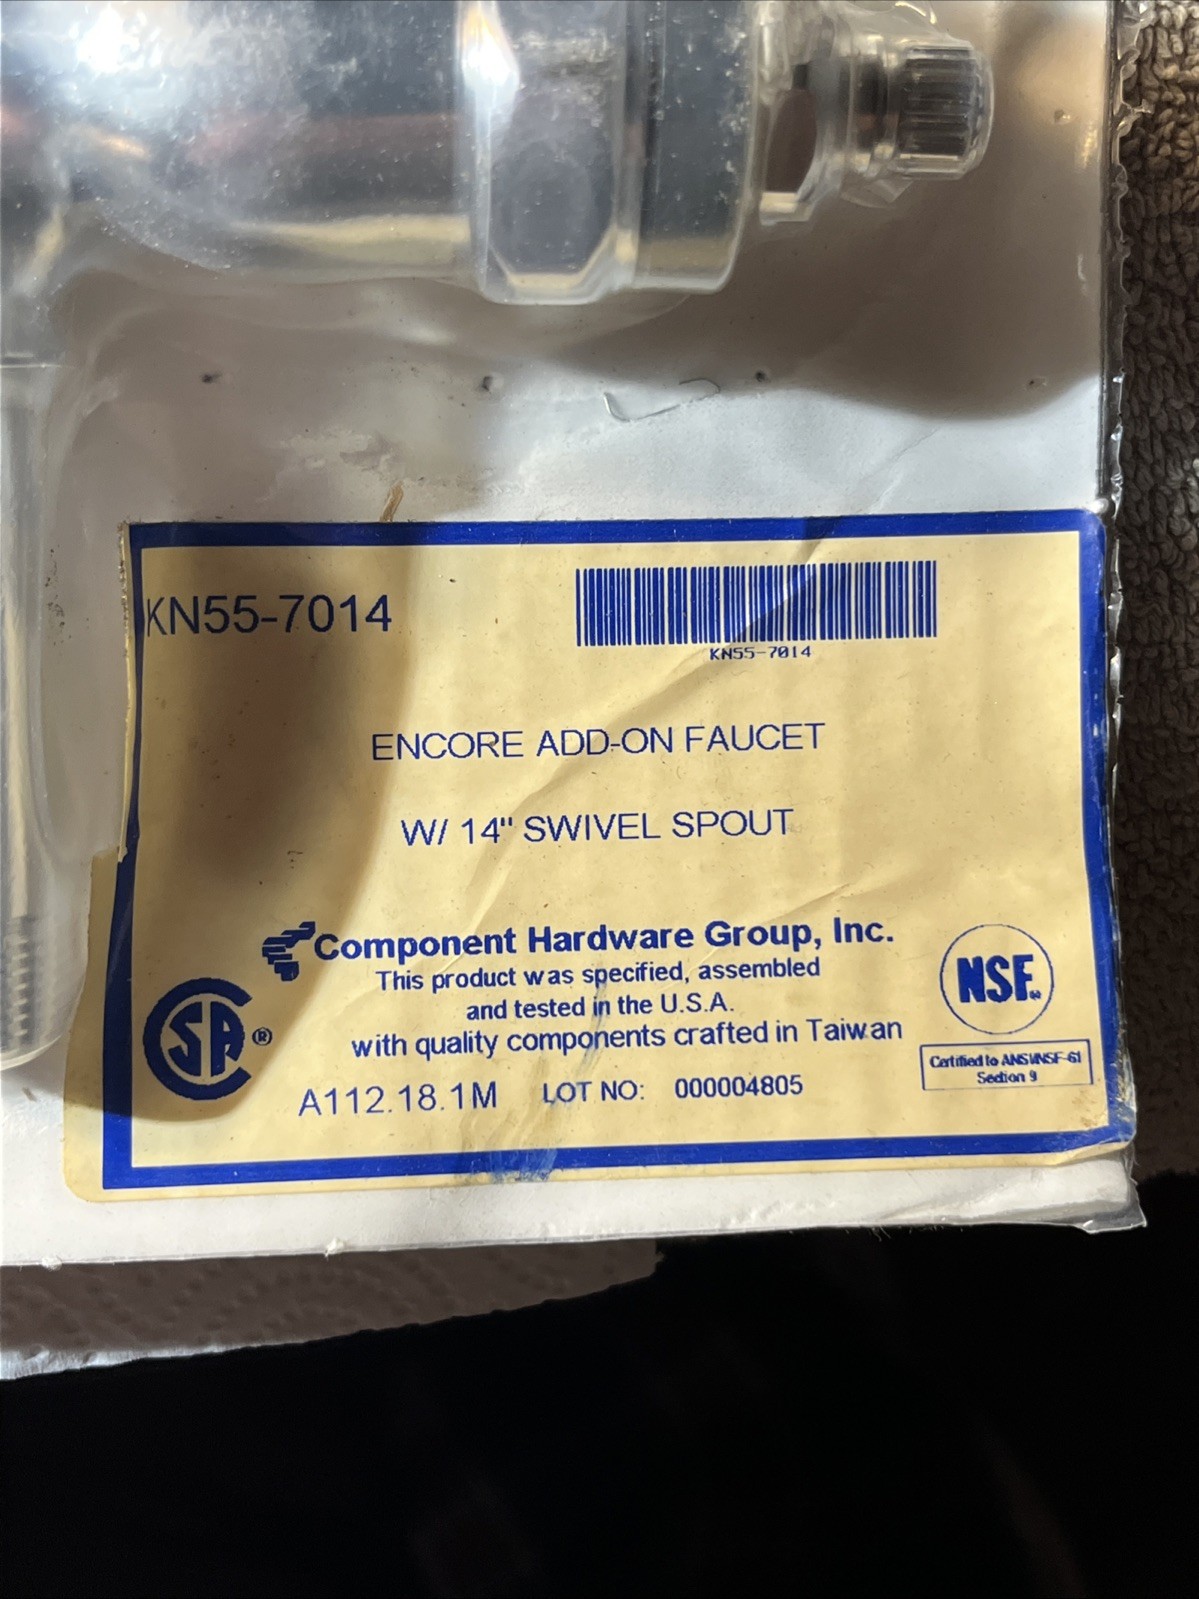 KN55-7014
KN55-7014
ENCORE ADD-ON FAUCET
W/ 14" SWIVEL SPOUT
Component Hardware Group, Inc.
This product was specified, assembled
and tested in the U.S.A.
with quality components crafted in Taiwan
SA ®
NSF
Certified to ANSI/NSF-61
Section 9
A112.18.1M LOT NO: 000004805